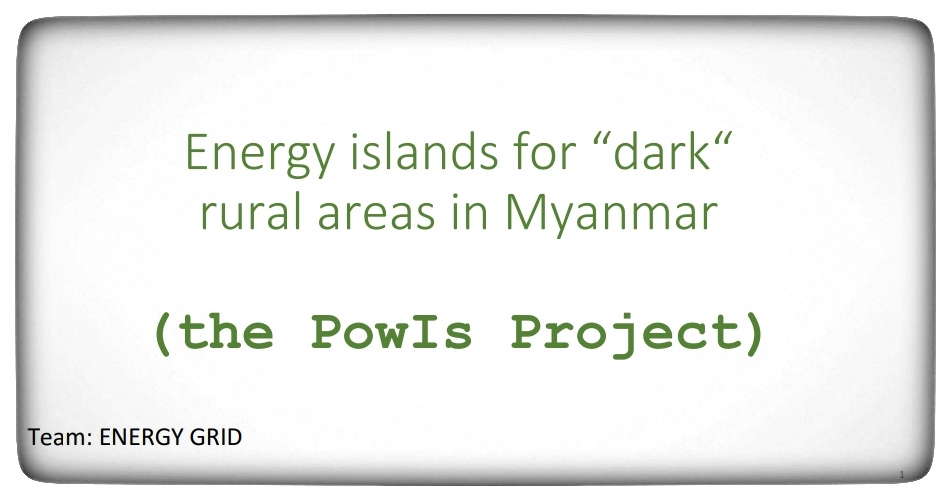 Energy islands for “dark“
rural areas in Myanmar
(the PowIs Project)
Team: ENERGY GRID
1